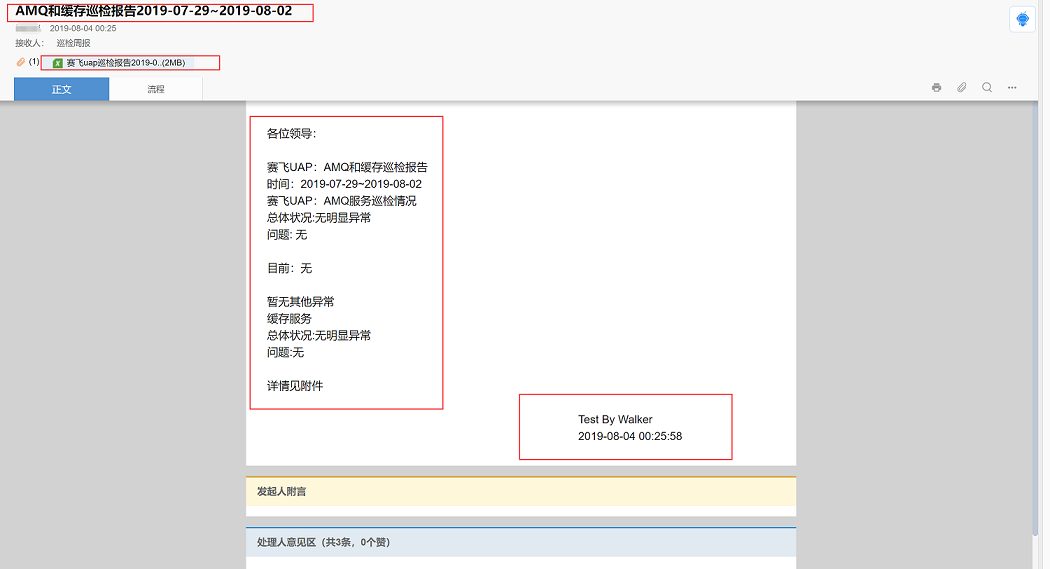 AMQ和缓存巡检报告2019-07-29~2019-08-02
2019-08-04 00:25
接收人： 巡检周报
(1) 赛飞uap巡检报告2019-0..(2MB)
正文 流程
各位领导：
赛飞UAP：AMQ和缓存巡检报告
时间：2019-07-29~2019-08-02
赛飞UAP：AMQ服务巡检情况
总体状况:无明显异常
问题: 无
目前：无
暂无其他异常
缓存服务
总体状况:无明显异常
问题:无
详情见附件
Test By Walker
2019-08-04 00:25:58
发起人附言
处理人意见区（共3条，0个赞）